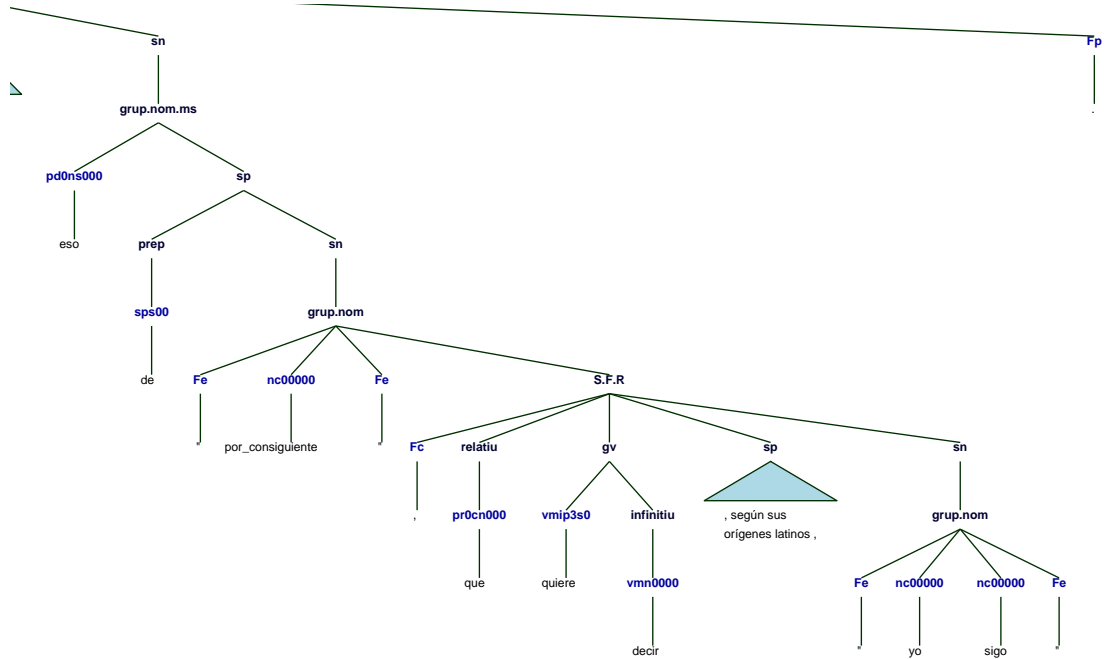 sn Fp
grup.nom.ms .
pd0ns000 sp
eso prep sn
sps00 grup.nom
de Fe nc00000 Fe S.F.R
" por_consiguiente " Fc relatiu gv sp sn
, pr0cn000 vmip3s0 infinitiu , según sus grup.nom
orígenes latinos ,
que quiere vmn0000 Fe nc00000 nc00000 Fe
decir " yo sigo "